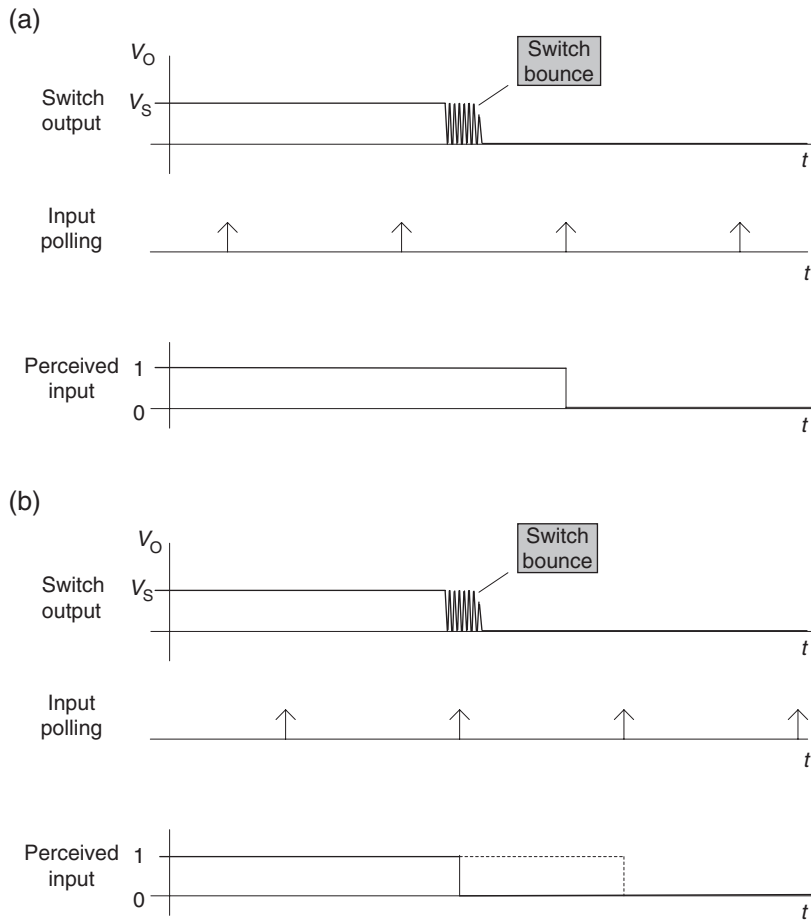 (a)
V_O
Switch
bounce
Switch
output
V_S
t
Input
polling
t
Perceived
input
1
0
t
(b)
V_O
Switch
bounce
Switch
output
V_S
t
Input
polling
t
Perceived
input
1
0
t